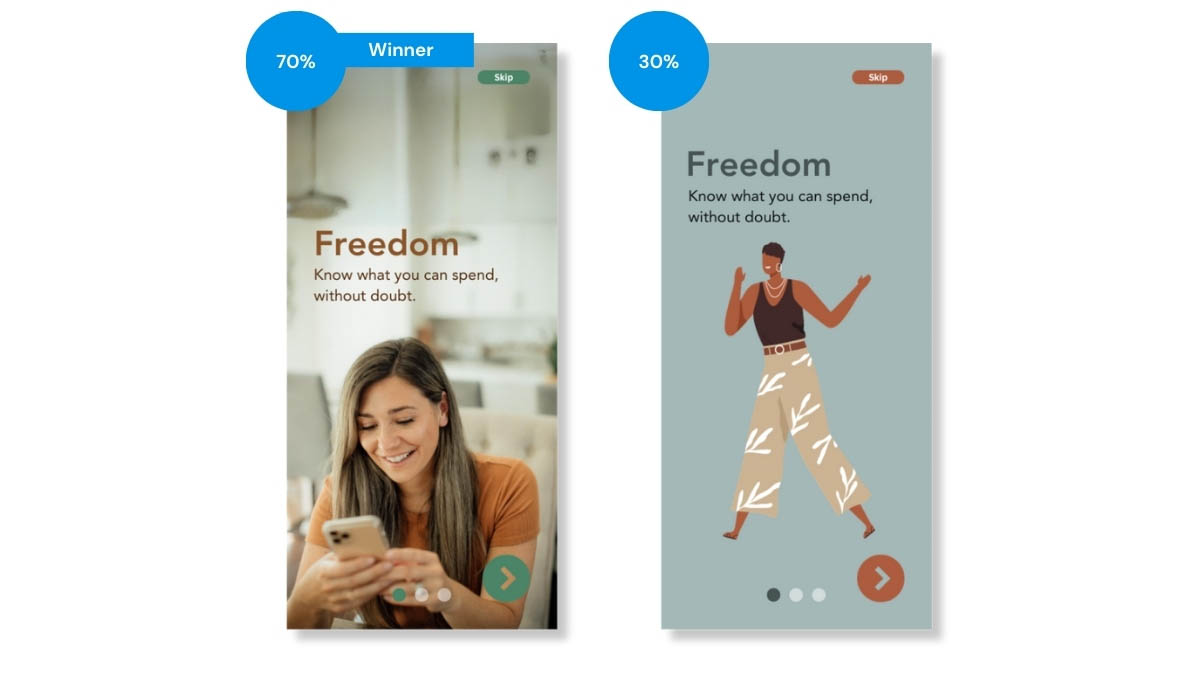 70%
Winner
Skip
Freedom
Know what you can spend,
without doubt.
30%
Skip
Freedom
Know what you can spend,
without doubt.